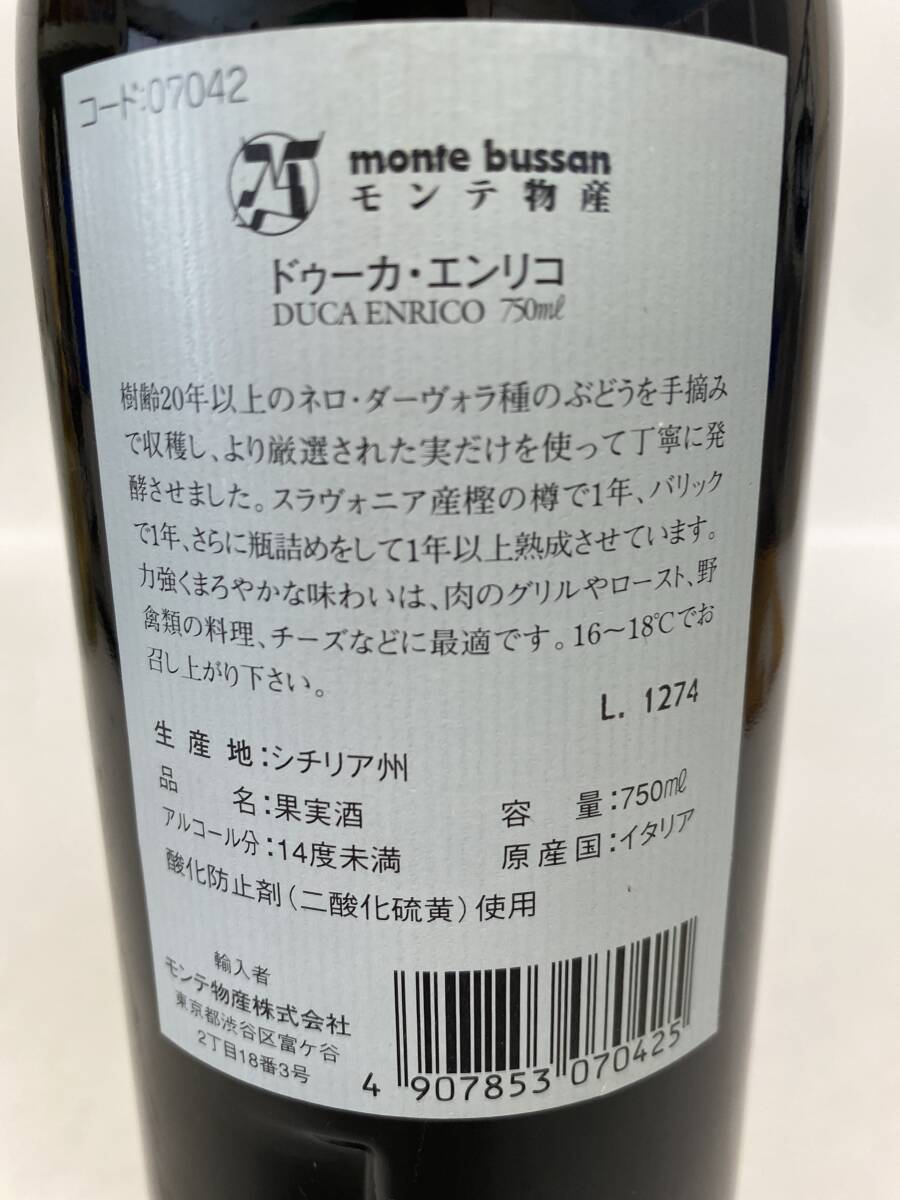 コード:07042
monte bussan
モンテ物産
ドゥーカ・エンリコ
DUCA ENRICO 750ml
樹齢20年以上のネロ・ダーヴォラ種のぶどうを手摘み
で収穫し、より厳選された実だけを使って丁寧に発
酵させました。スラヴォニア産樫の樽で1年、バリック
で1年、さらに瓶詰めをして1年以上熟成させています。
力強くまろやかな味わいは、肉のグリルやロースト、野
禽類の料理、チーズなどに最適です。16〜18℃でお
召し上がり下さい。
L. 1274
生産地:シチリア州
品名:果実酒 容量:750ml
アルコール分:14度未満 原産国:イタリア
酸化防止剤(二酸化硫黄)使用
輸入者
モンテ物産株式会社
東京都渋谷区富ケ谷
2丁目18番3号
4 907853 070425